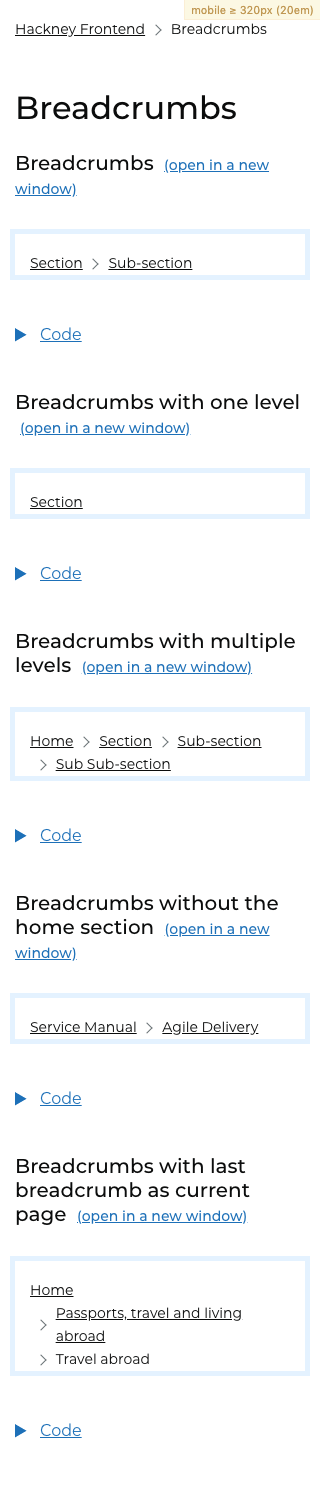 mobile ≥ 320px (20em)
Hackney Frontend Breadcrumbs
Breadcrumbs
Breadcrumbs (open in a new
window)
Section Sub-section
Code
Breadcrumbs with one level
(open in a new window)
Section
Code
Breadcrumbs with multiple
levels (open in a new window)
Home Section Sub-section
Sub Sub-section
Code
Breadcrumbs without the
home section (open in a new
window)
Service Manual Agile Delivery
Code
Breadcrumbs with last
breadcrumb as current
page (open in a new window)
Home
Passports, travel and living
abroad
Travel abroad
Code